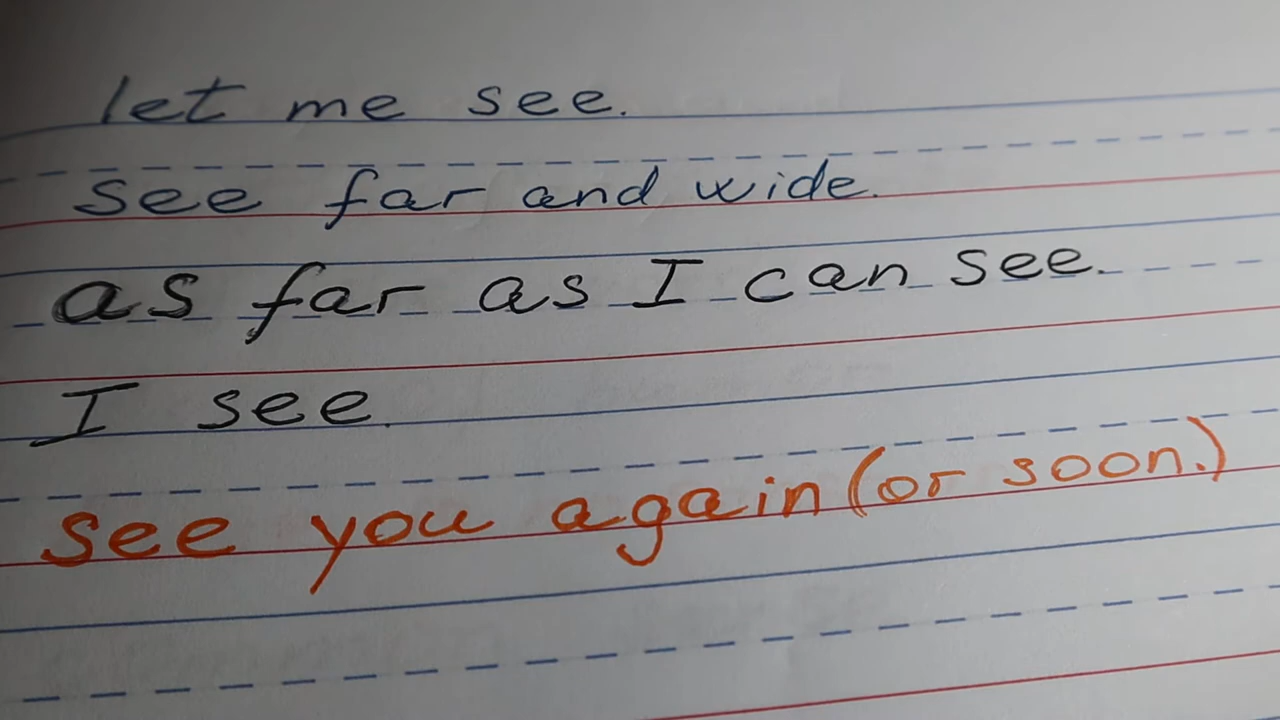 let me see.
see far and wide.
as far as I can see.
I see.
see you again (or soon.)